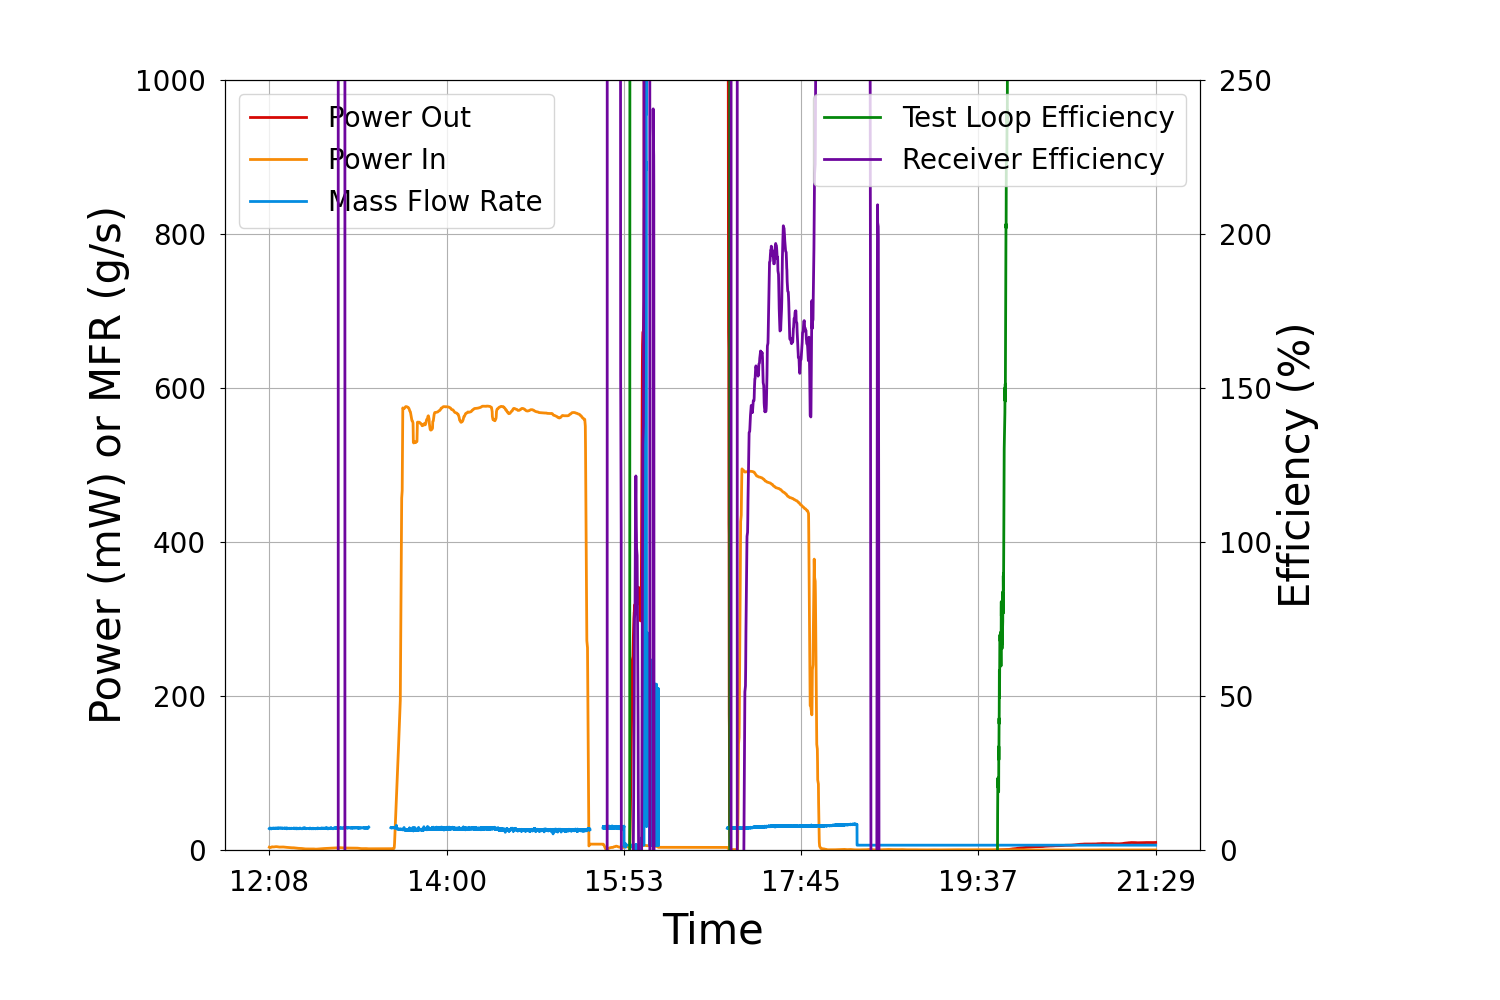 1000
800
600
400
200
0
Power (mW) or MFR (g/s)
Power Out
Power In
Mass Flow Rate
Test Loop Efficiency
Receiver Efficiency
250
200
150
100
50
0
Efficiency (%)
12:08 14:00 15:53 17:45 19:37 21:29
Time